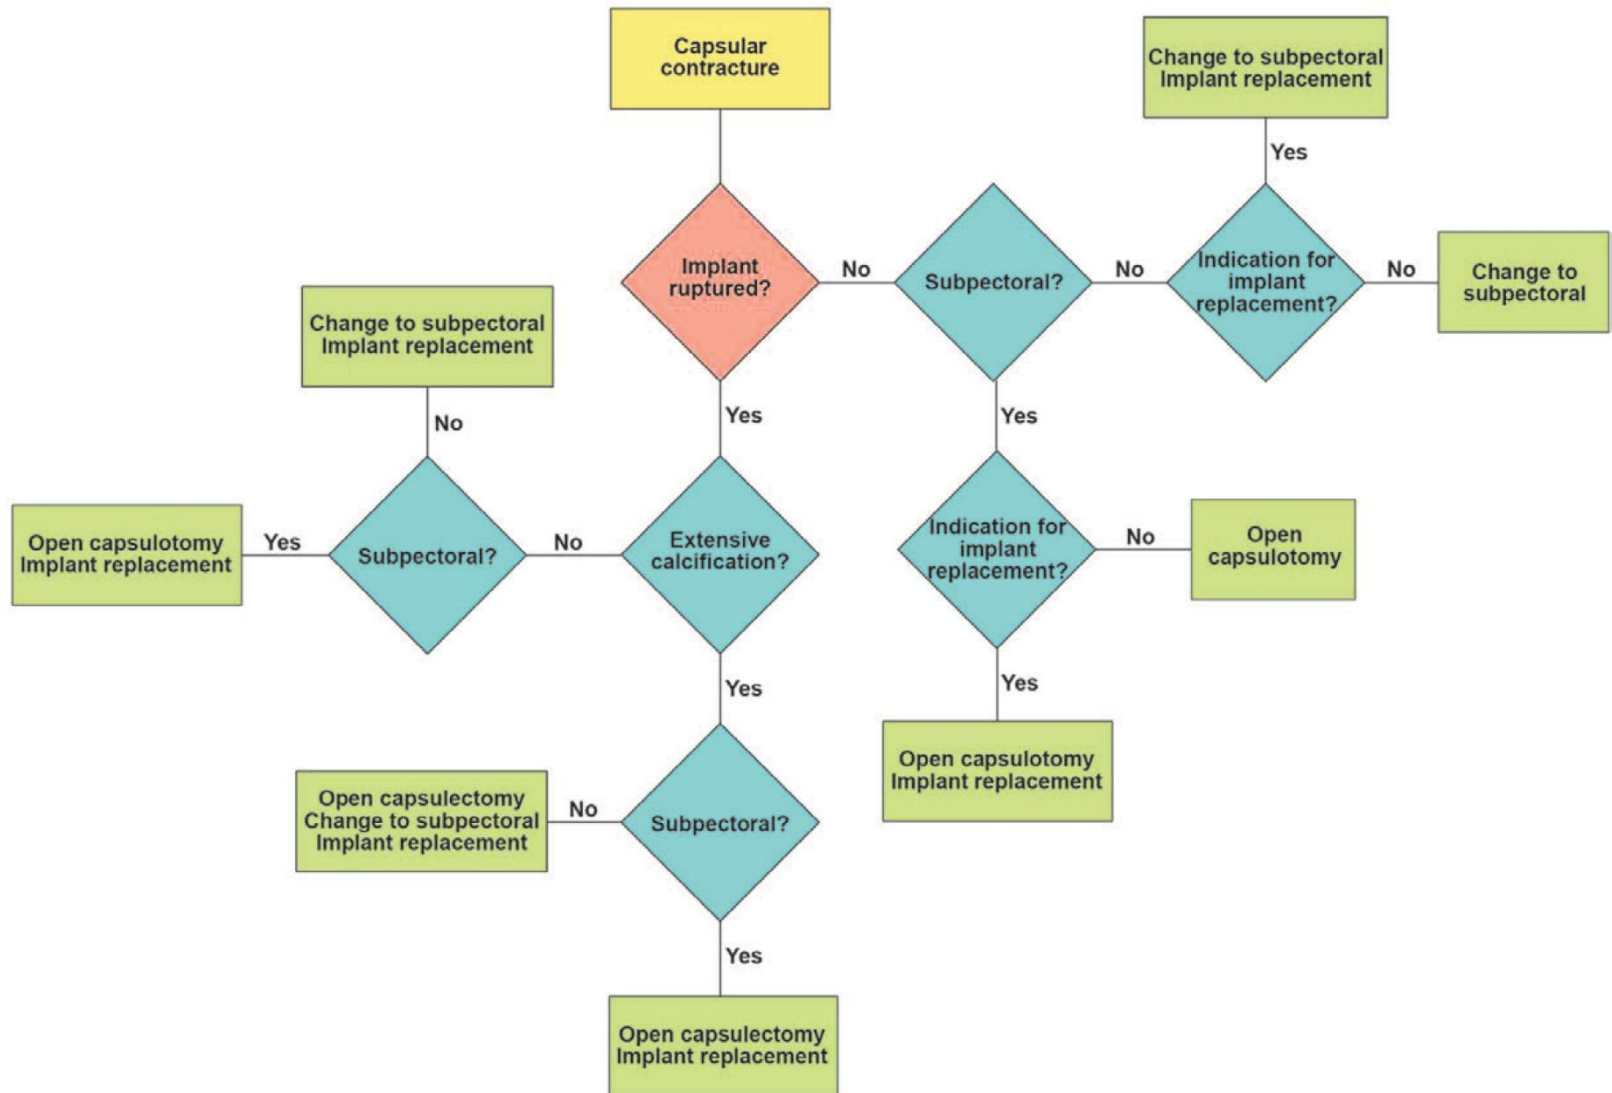 Capsular
contracture
Change to subpectoral
Implant replacement
Yes
Implant
ruptured?
No
Subpectoral?
No
Indication for
implant
replacement?
No
Change to
subpectoral
Change to subpectoral
Implant replacement
No
Yes
Yes
Open capsulotomy
Implant replacement
Yes
Subpectoral?
No
Extensive
calcification?
Indication for
implant
replacement?
No
Open
capsulotomy
Yes
Yes
Open capsulotomy
Implant replacement
Open capsulectomy
Change to subpectoral
Implant replacement
No
Subpectoral?
Yes
Open capsulectomy
Implant replacement